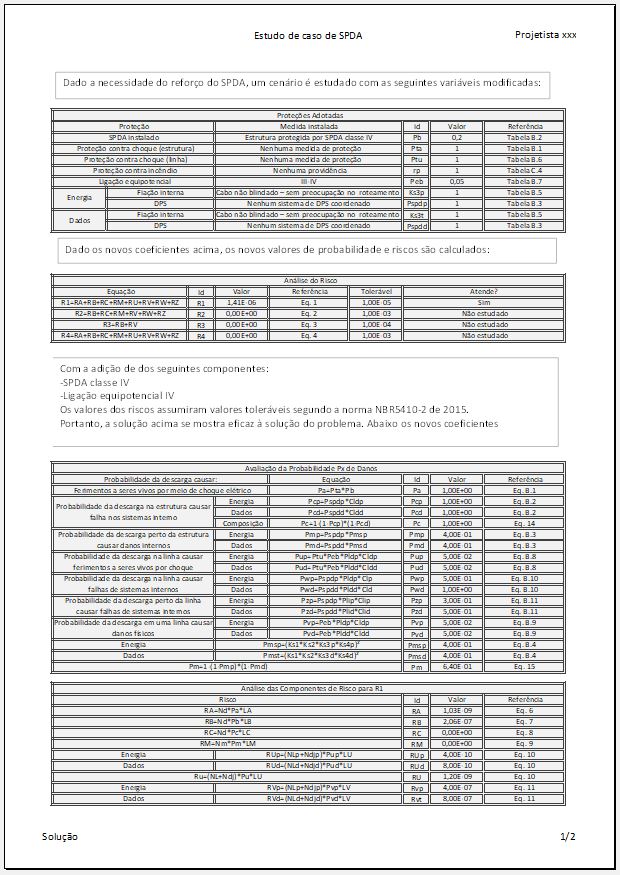 Estudo de caso de SPDA
Projetista xxx
Dado a necessidade do reforço do SPDA, um cenário é estudado com as seguintes variáveis modificadas:
Proteções Adotadas
Proteção Medida instalada Id Valor Referência
SPDA instalado Estrutura protegida por SPDA classe IV Pb 0,2 Tabela B.2
Proteção contra choque (estrutura) Nenhuma medida de proteção Pta 1 Tabela B.1
Proteção contra choque (linha) Nenhuma medida de proteção Ptu 1 Tabela B.6
Proteção contra incêndio Nenhuma providência rp 1 Tabela C.4
Ligação equipotencial III-IV Peb 0,05 Tabela B.7
Energia Fiação interna Cabo não blindado – sem preocupação no roteamento Ks3p 1 Tabela B.5
DPS Nenhum sistema de DPS coordenado Pspdp 1 Tabela B.3
Dados Fiação interna Cabo não blindado – sem preocupação no roteamento Ks3t 1 Tabela B.5
DPS Nenhum sistema de DPS coordenado Pspdd 1 Tabela B.3
Dado os novos coeficientes acima, os novos valores de probabilidade e riscos são calculados:
Análise do Risco
Equação Id Valor Referência Tolerável Atende?
R1=RA+RB+RC+RM+RU+RV+RW+RZ R1 1,41E-06 Eq. 1 1,00E-05 Sim
R2=RB+RC+RM+RV+RW+RZ R2 0,00E+00 Eq. 2 1,00E-03 Não estudado
R3=RB+RV R3 0,00E+00 Eq. 3 1,00E-04 Não estudado
R4=RA+RB+RC+RM+RU+RV+RW+RZ R4 0,00E+00 Eq. 4 1,00E-03 Não estudado
Com a adição de dos seguintes componentes:
-SPDA classe IV
-Ligação equipotencial IV
Os valores dos riscos assumiram valores toleráveis segundo a norma NBR5410-2 de 2015.
Portanto, a solução acima se mostra eficaz à solução do problema. Abaixo os novos coeficientes
Avaliação da Probabilidade Px de Danos
Probabilidade da descarga causar: Equação Id Valor Referência
Ferimentos a seres vivos por meio de choque elétrico Pa=Pta*Pb Pa 1,00E+00 Eq. B.1
Probabilidade da descarga na estrutura causar falha nos sistemas interno Energia Pcp=Pspdp*Cldp Pcp 1,00E+00 Eq. B.2
Dados Pcd=Pspdd*Cldd Pcd 1,00E+00 Eq. B.2
Composição Pc=1-(1-Pcp)*(1-Pcd) Pc 1,00E+00 Eq. 14
Probabilidade da descarga perto da estrutura causar danos internos Energia Pmp=Pspdp*Pmsp Pmp 4,00E-01 Eq. B.3
Dados Pmd=Pspdd*Pmsd Pmd 4,00E-01 Eq. B.3
Probabilidade da descarga na linha causar ferimentos a seres vivos por choque Energia Pup=Ptu*Peb*Pldp*Cldp Pup 5,00E-02 Eq. B.8
Dados Pud=Ptu*Peb*Pldd*Cldd Pud 5,00E-02 Eq. B.8
Probabilidade da descarga na linha causar falhas de sistemas internos Energia Pwp=Pspdp*Pldp*Clp Pwp 5,00E-01 Eq. B.10
Dados Pwd=Pspdd*Pldd*Cld Pwd 1,00E+00 Eq. B.10
Probabilidade da descarga perto da linha causar falhas de sistemas internos Energia Pzp=Pspdp*Plip*Clip Pzp 3,00E-01 Eq. B.11
Dados Pzd=Pspdd*Plid*Clid Pzd 5,00E-01 Eq. B.11
Probabilidade da descarga em uma linha causar danos físicos Energia Pvp=Peb*Pldp*Cldp Pvp 5,00E-02 Eq. B.9
Dados Pvd=Peb*Pldd*Cldd Pvd 5,00E-02 Eq. B.9
Energia Pmsp=(Ks1*Ks2*Ks3p*Ks4p)² Pmsp 4,00E-01 Eq. B.4
Dados Pmst=(Ks1*Ks2*Ks3d*Ks4d)² Pmsd 4,00E-01 Eq. B.4
Pm=1-(1-Pmp)*(1-Pmd) Pm 6,40E-01 Eq. 15
Análise das Componentes de Risco para R1
Risco Id Valor Referência
RA=Nd*Pa*LA RA 1,03E-09 Eq. 6
RB=Nd*Pb*LB RB 2,06E-07 Eq. 7
RC=Nd*Pc*LC RC 0,00E+00 Eq. 8
RM=Nm*Pm*LM RM 0,00E+00 Eq. 9
Energia RUp=(NLp+Ndjp)*Pup*LU RUp 4,00E-10 Eq. 10
Dados RUd=(NLd+Ndjd)*Pud*LU RUd 8,00E-10 Eq. 10
Ru=(NL+Ndj)*Pu*LU RU 1,20E-09 Eq. 10
Energia RVp=(NLp+Ndjp)*Pvp*LV Rvp 4,00E-07 Eq. 11
Dados RVd=(NLd+Ndjd)*Pvd*LV Rvt 8,00E-07 Eq. 11
Solução
1/2